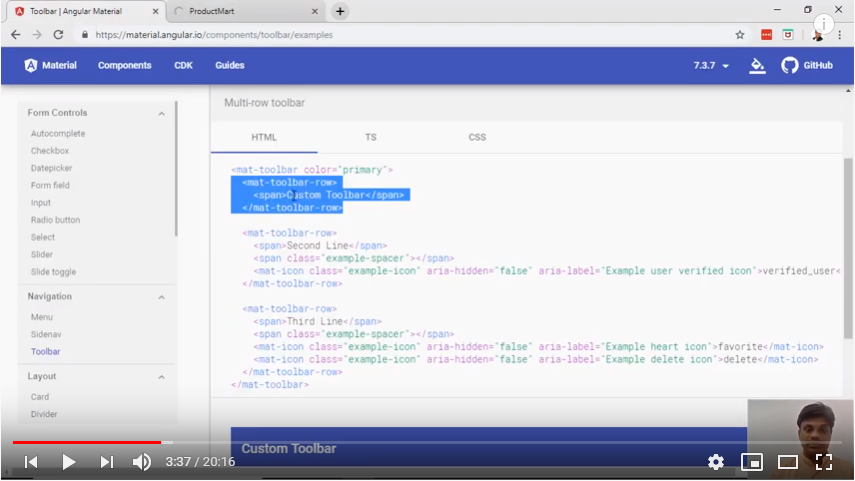 Toolbar | Angular Material
ProductMart
https://material.angular.io/components/toolbar/examples
Material Components CDK Guides 7.3.7 GitHub
Form Controls
Autocomplete
Checkbox
Datepicker
Form field
Input
Radio button
Select
Slider
Slide toggle
Navigation
Menu
Sidenav
Toolbar
Layout
Card
Divider
Multi-row toolbar
HTML TS CSS
<mat-toolbar color="primary">
<mat-toolbar-row>
<span>Custom Toolbar</span>
</mat-toolbar-row>
<mat-toolbar-row>
<span>Second Line</span>
<span class="example-spacer"></span>
<mat-icon class="example-icon" aria-hidden="false" aria-label="Example user verified icon">verified_user<
</mat-toolbar-row>
<mat-toolbar-row>
<span>Third Line</span>
<span class="example-spacer"></span>
<mat-icon class="example-icon" aria-hidden="false" aria-label="Example heart icon">favorite</mat-icon>
<mat-icon class="example-icon" aria-hidden="false" aria-label="Example delete icon">delete</mat-icon>
</mat-toolbar-row>
</mat-toolbar>
Custom Toolbar
3:37 / 20:16